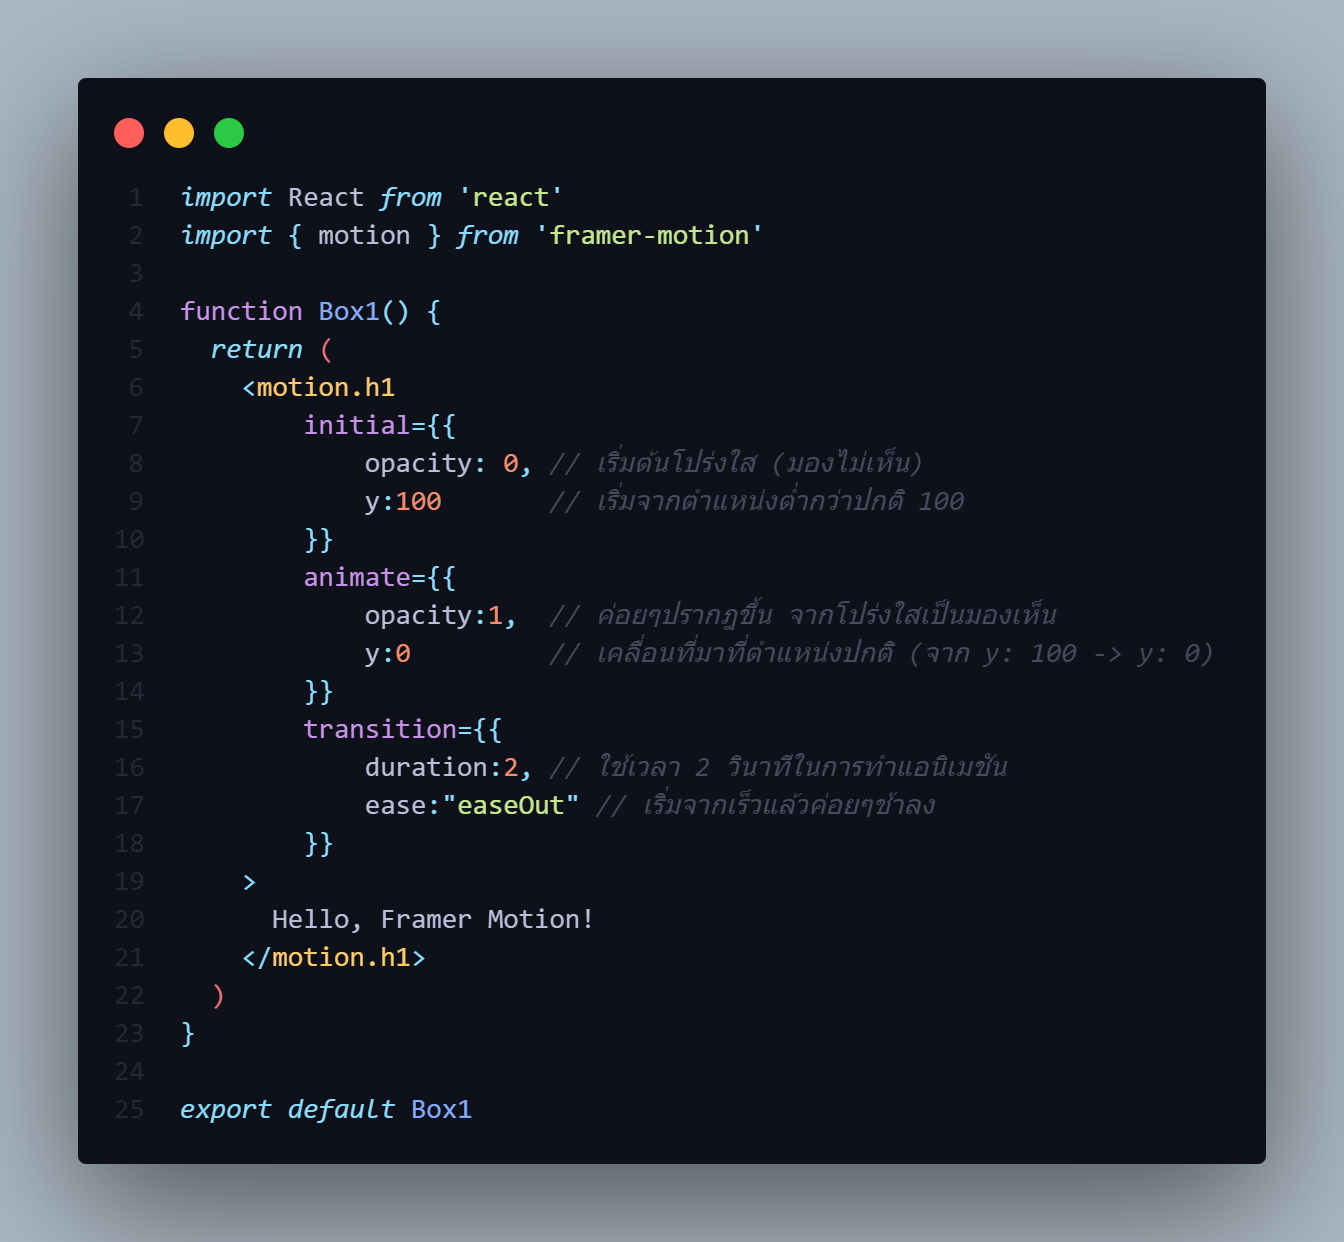 1 import React from 'react'
2 import { motion } from 'framer-motion'
3
4 function Box1() {
5   return (
6     <motion.h1
7         initial={{
8             opacity: 0, // เริ่มต้นโปร่งใส (มองไม่เห็น)
9             y:100       // เริ่มจากตำแหน่งต่ำกว่าปกติ 100
10         }}
11         animate={{
12             opacity:1,  // ค่อยๆปรากฎขึ้น จากโปร่งใสเป็นมองเห็น
13             y:0         // เคลื่อนที่มาที่ตำแหน่งปกติ (จาก y: 100 -> y: 0)
14         }}
15         transition={{
16             duration:2, // ใช้เวลา 2 วินาทีในการทำแอนิเมชัน
17             ease:"easeOut" // เริ่มจากเร็วแล้วค่อยๆช้าลง
18         }}
19     >
20       Hello, Framer Motion!
21     </motion.h1>
22   )
23 }
24
25 export default Box1